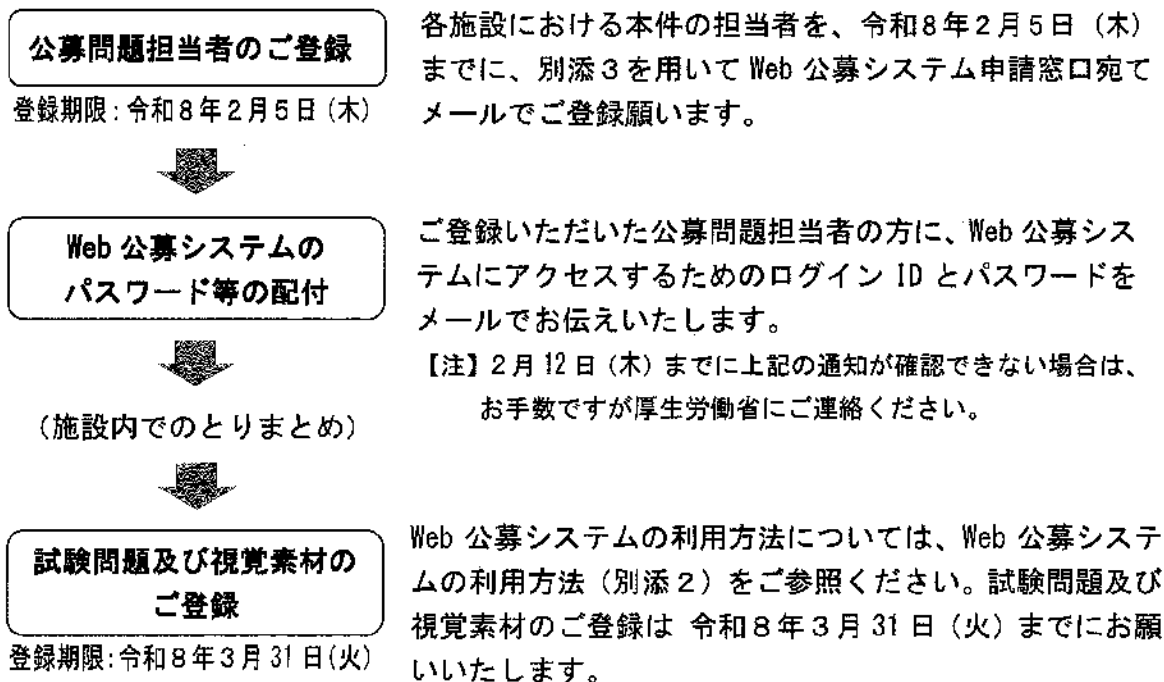 公募問題担当者のご登録
登録期限:令和8年2月5日(木)
各施設における本件の担当者を、令和8年2月5日(木)
までに、別添3を用いてWeb公募システム申請窓口宛て
メールでご登録願います。
Web公募システムの
パスワード等の配付
ご登録いただいた公募問題担当者の方に、Web公募シス
テムにアクセスするためのログインIDとパスワードを
メールでお伝えいたします。
【注】2月12日(木)までに上記の通知が確認できない場合は、
お手数ですが厚生労働省にご連絡ください。
(施設内でのとりまとめ)
試験問題及び視覚素材の
ご登録
登録期限:令和8年3月31日(火)
Web公募システムの利用方法については、Web公募システ
ムの利用方法(別添2)をご参照ください。試験問題及び
視覚素材のご登録は 令和8年3月31日(火)までにお願
いいたします。